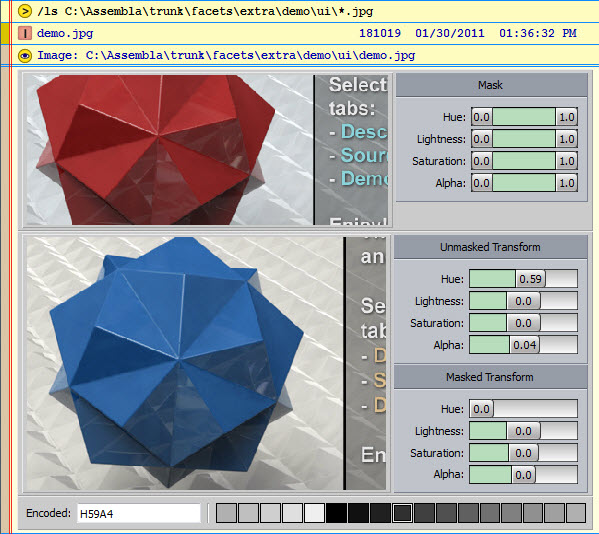 /ls C:\Assembla\trunk\facets\extra\demo\ui\*.jpg
demo.jpg 181019 01/30/2011 01:36:32 PM
Image: C:\Assembla\trunk\facets\extra\demo\ui\demo.jpg
Selecti
tabs:
- Desc
- Sour
- Demo
Mask
Hue: 0.0 1.0
Lightness: 0.0 1.0
Saturation: 0.0 1.0
Alpha: 0.0 1.0
an
Se
tab
- D
- S
- D
En
Unmasked Transform
Hue: 0.59
Lightness: 0.0
Saturation: 0.0
Alpha: 0.04
Masked Transform
Hue: 0.0
Lightness: 0.0
Saturation: 0.0
Alpha: 0.0
Encoded: H59A4